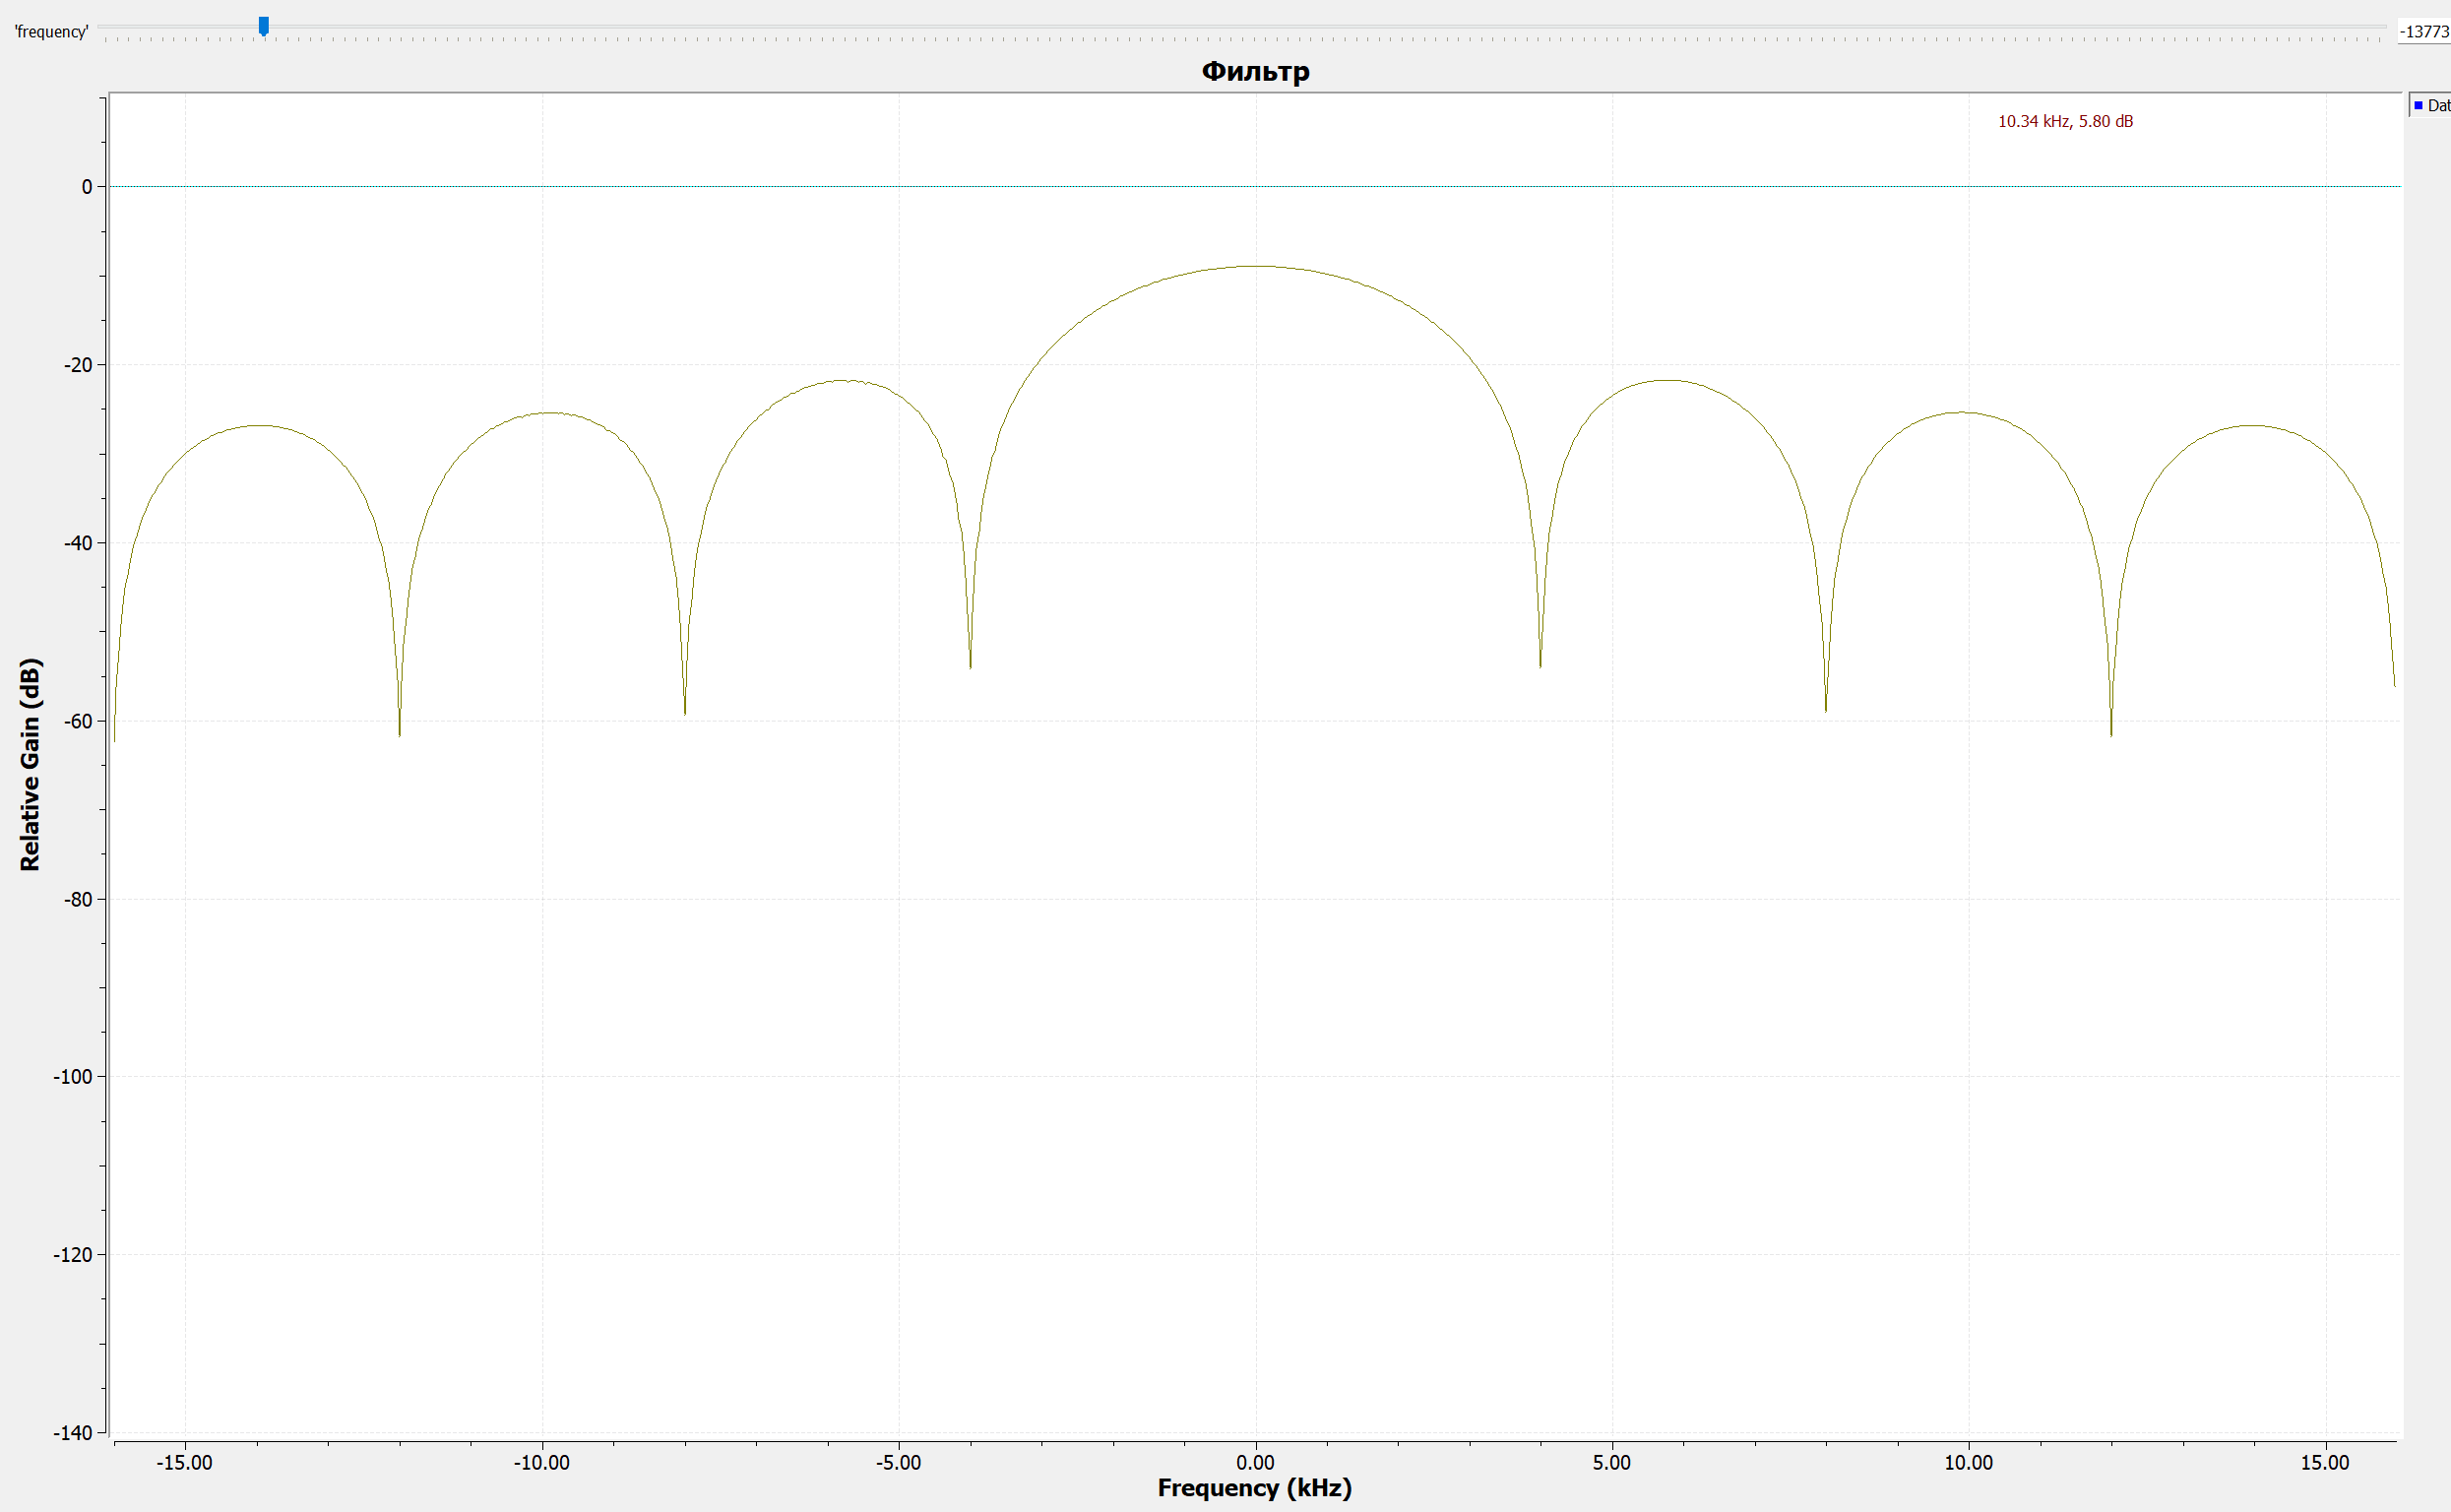 'frequency'
-13773
Фильтр
Dat
10.34 kHz, 5.80 dB
0
-20
-40
-60
-80
-100
-120
-140
Relative Gain (dB)
-15.00 -10.00 -5.00 0.00 5.00 10.00 15.00
Frequency (kHz)